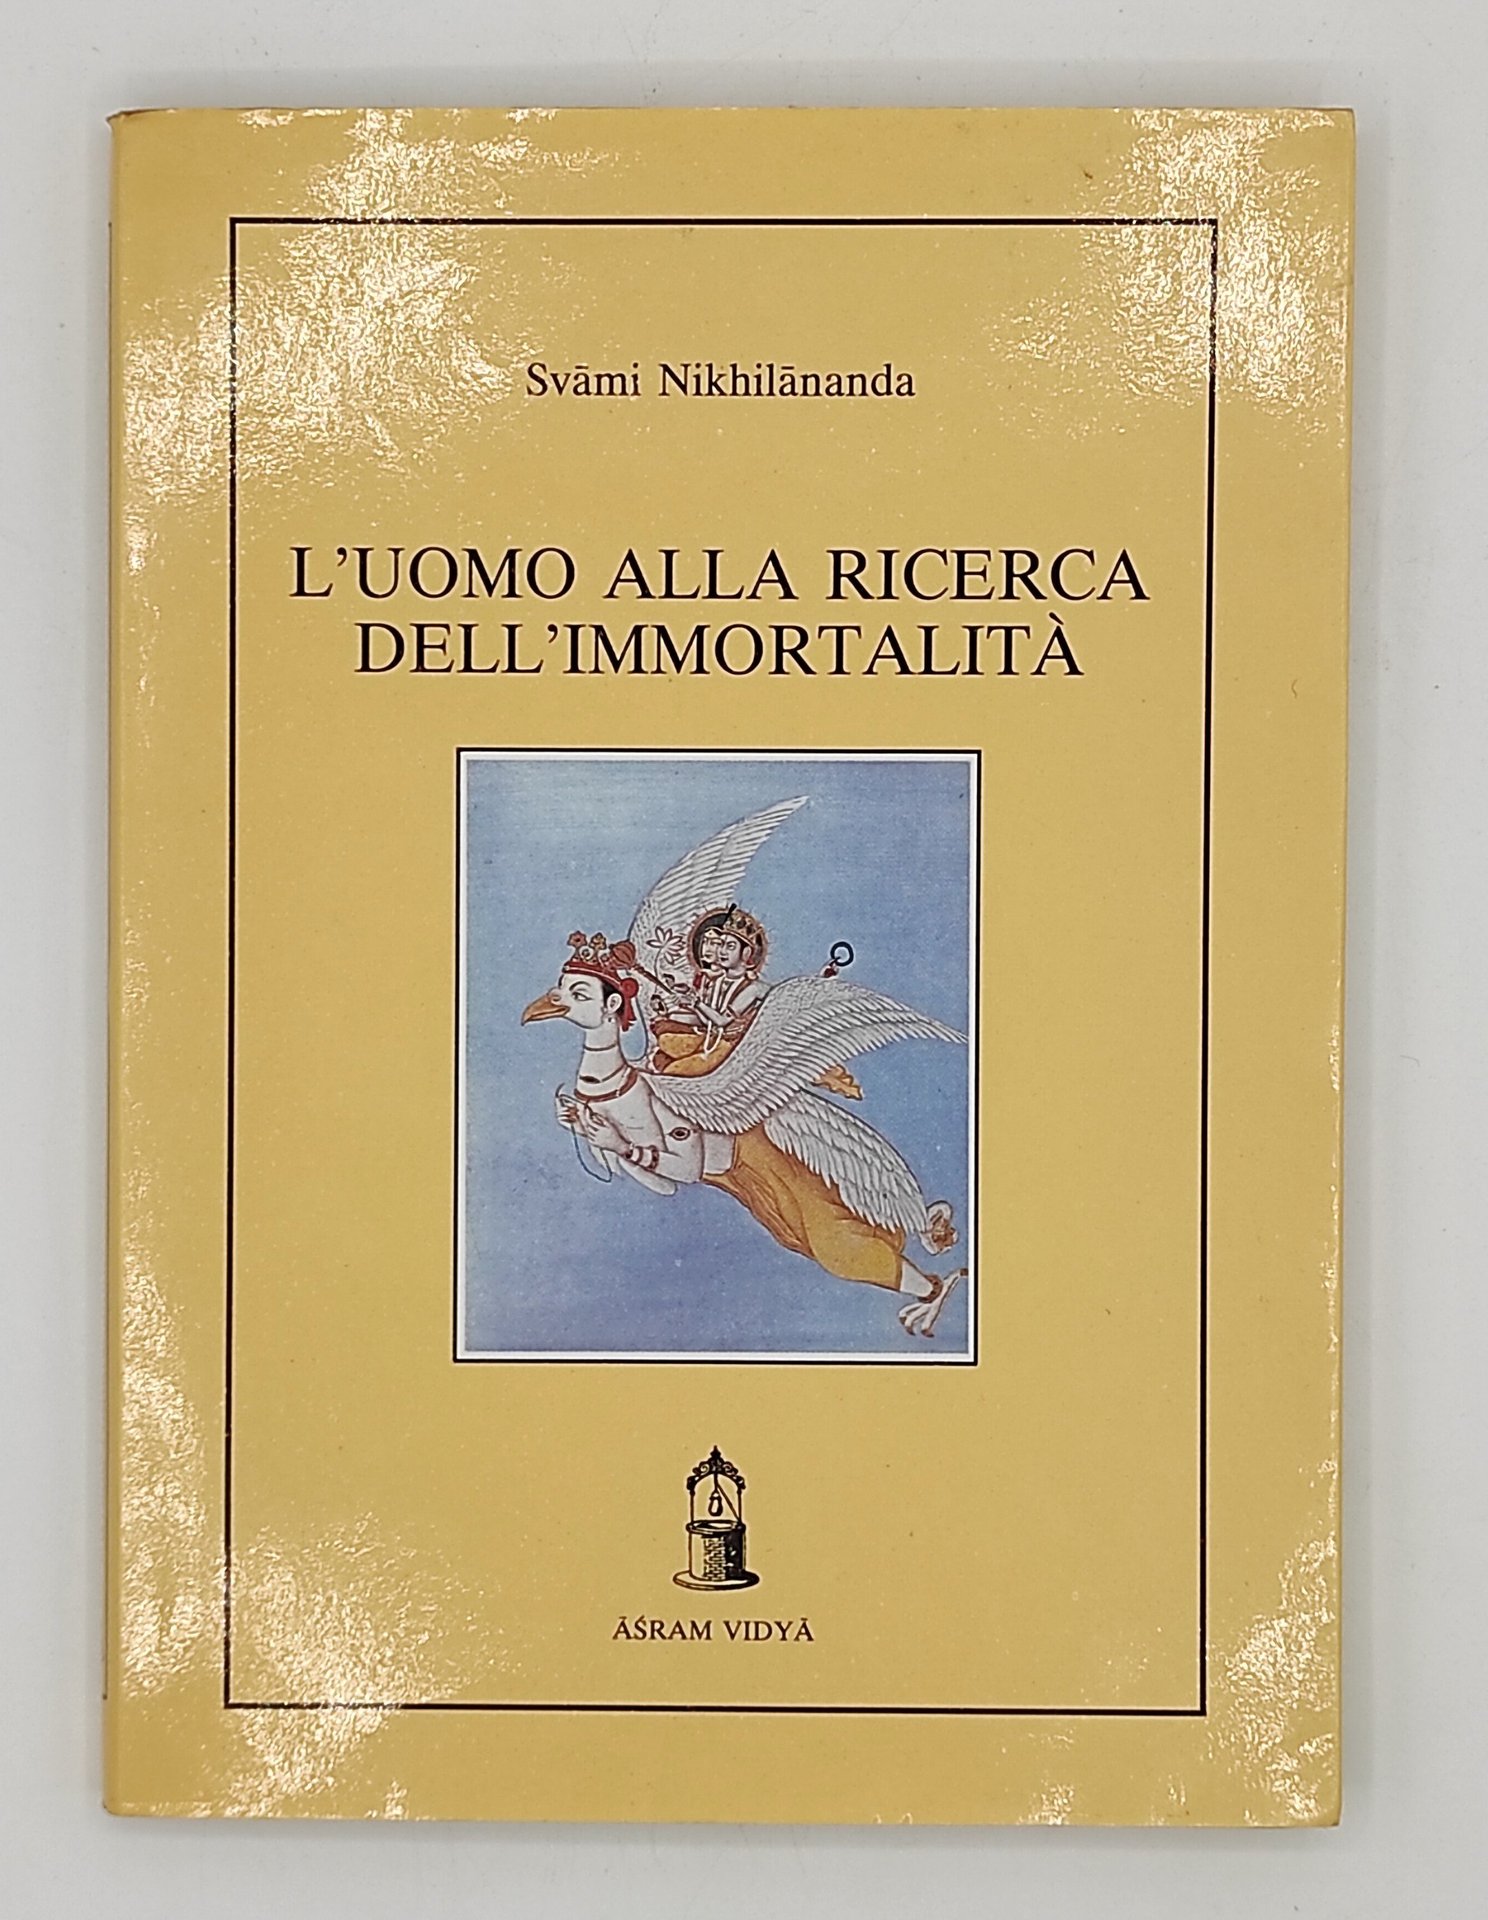 Svāmi Nikhilānanda
L'UOMO ALLA RICERCA
DELL'IMMORTALITÀ
ĀŚRAM VIDYĀ